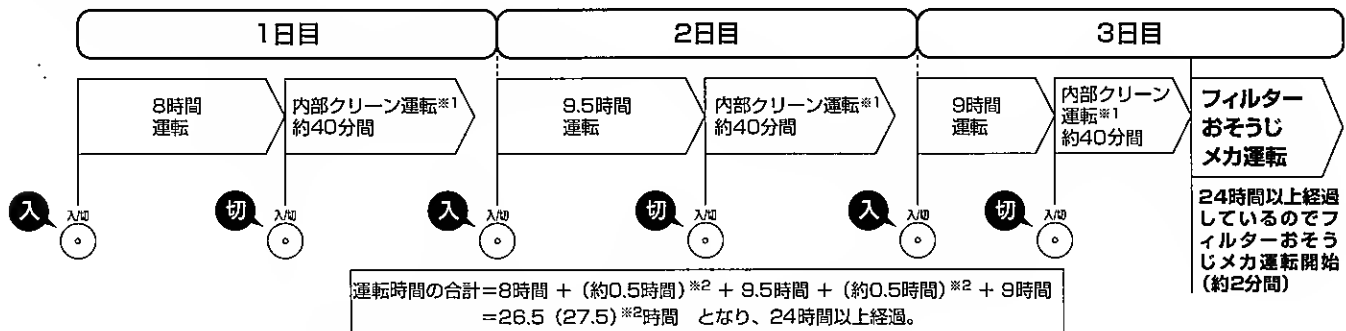 1日目
2日目
3日目
8時間
運転
内部クリーン運転※1
約40分間
9.5時間
運転
内部クリーン運転※1
約40分間
9時間
運転
内部クリーン
運転※1
約40分間
フィルター
おそうじ
メカ運転
入
入/切
切
入/切
入
入/切
切
入/切
入
入/切
切
入/切
24時間以上経過
しているのでフ
ィルターおそう
じメカ運転開始
(約2分間)
運転時間の合計=8時間 + (約0.5時間)※2 + 9.5時間 + (約0.5時間)※2 + 9時間
=26.5 (27.5)※2時間 となり、24時間以上経過。